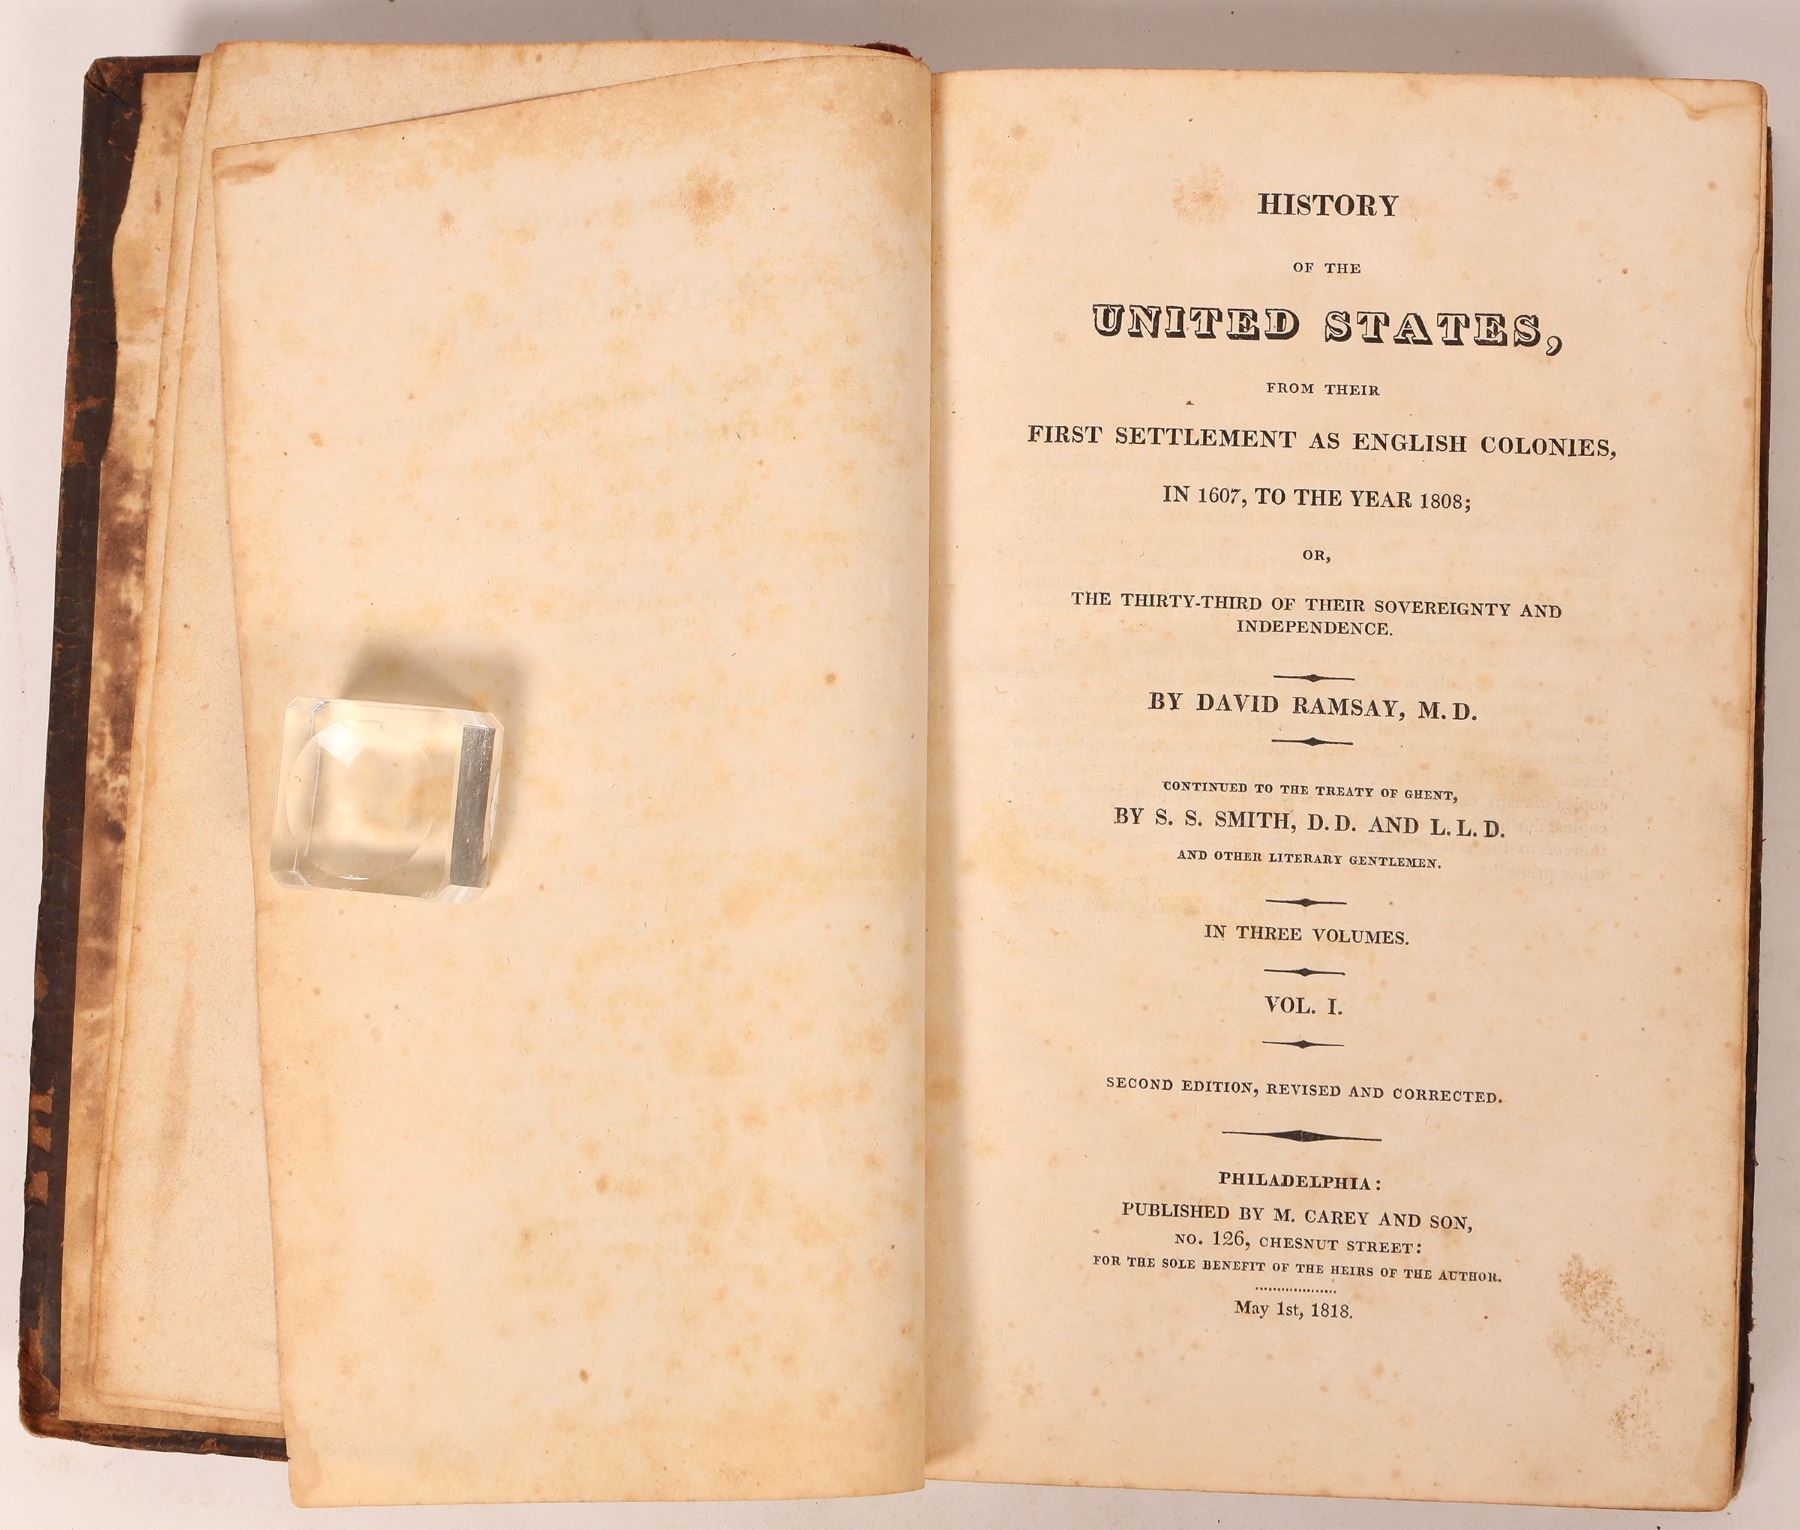 HISTORY
OF THE
UNITED STATES,
FROM THEIR
FIRST SETTLEMENT AS ENGLISH COLONIES,
IN 1607, TO THE YEAR 1808;
OR,
THE THIRTY-THIRD OF THEIR SOVEREIGNTY AND
INDEPENDENCE.
BY DAVID RAMSAY, M. D.
CONTINUED TO THE TREATY OF GHENT,
BY S. S. SMITH, D. D. AND L. L. D.
AND OTHER LITERARY GENTLEMEN.
IN THREE VOLUMES.
VOL. I.
SECOND EDITION, REVISED AND CORRECTED.
PHILADELPHIA:
PUBLISHED BY M. CAREY AND SON,
NO. 126, CHESNUT STREET:
FOR THE SOLE BENEFIT OF THE HEIRS OF THE AUTHOR.
May 1st, 1818.